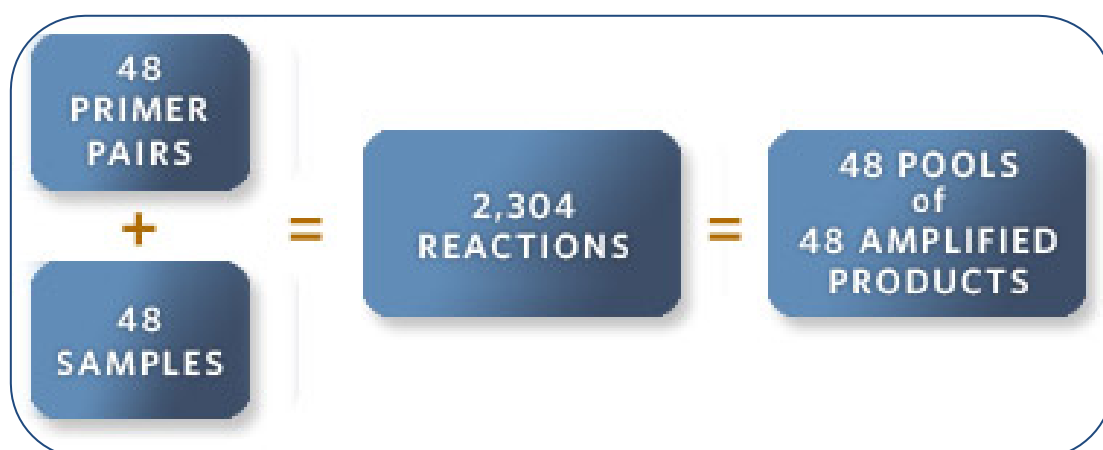 48
PRIMER
PAIRS
+
48
SAMPLES
=
2,304
REACTIONS
=
48 POOLS
of
48 AMPLIFIED
PRODUCTS